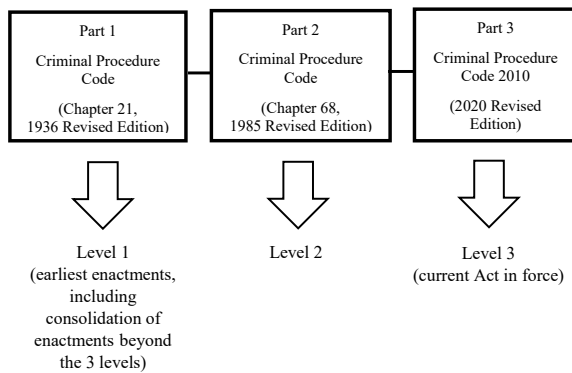 Part 1
Criminal Procedure
Code
(Chapter 21,
1936 Revised Edition)
Part 2
Criminal Procedure
Code
(Chapter 68,
1985 Revised Edition)
Part 3
Criminal Procedure
Code 2010
(2020 Revised
Edition)
Level 1
(earliest enactments,
including
consolidation of
enactments beyond
the 3 levels)
Level 2
Level 3
(current Act in force)